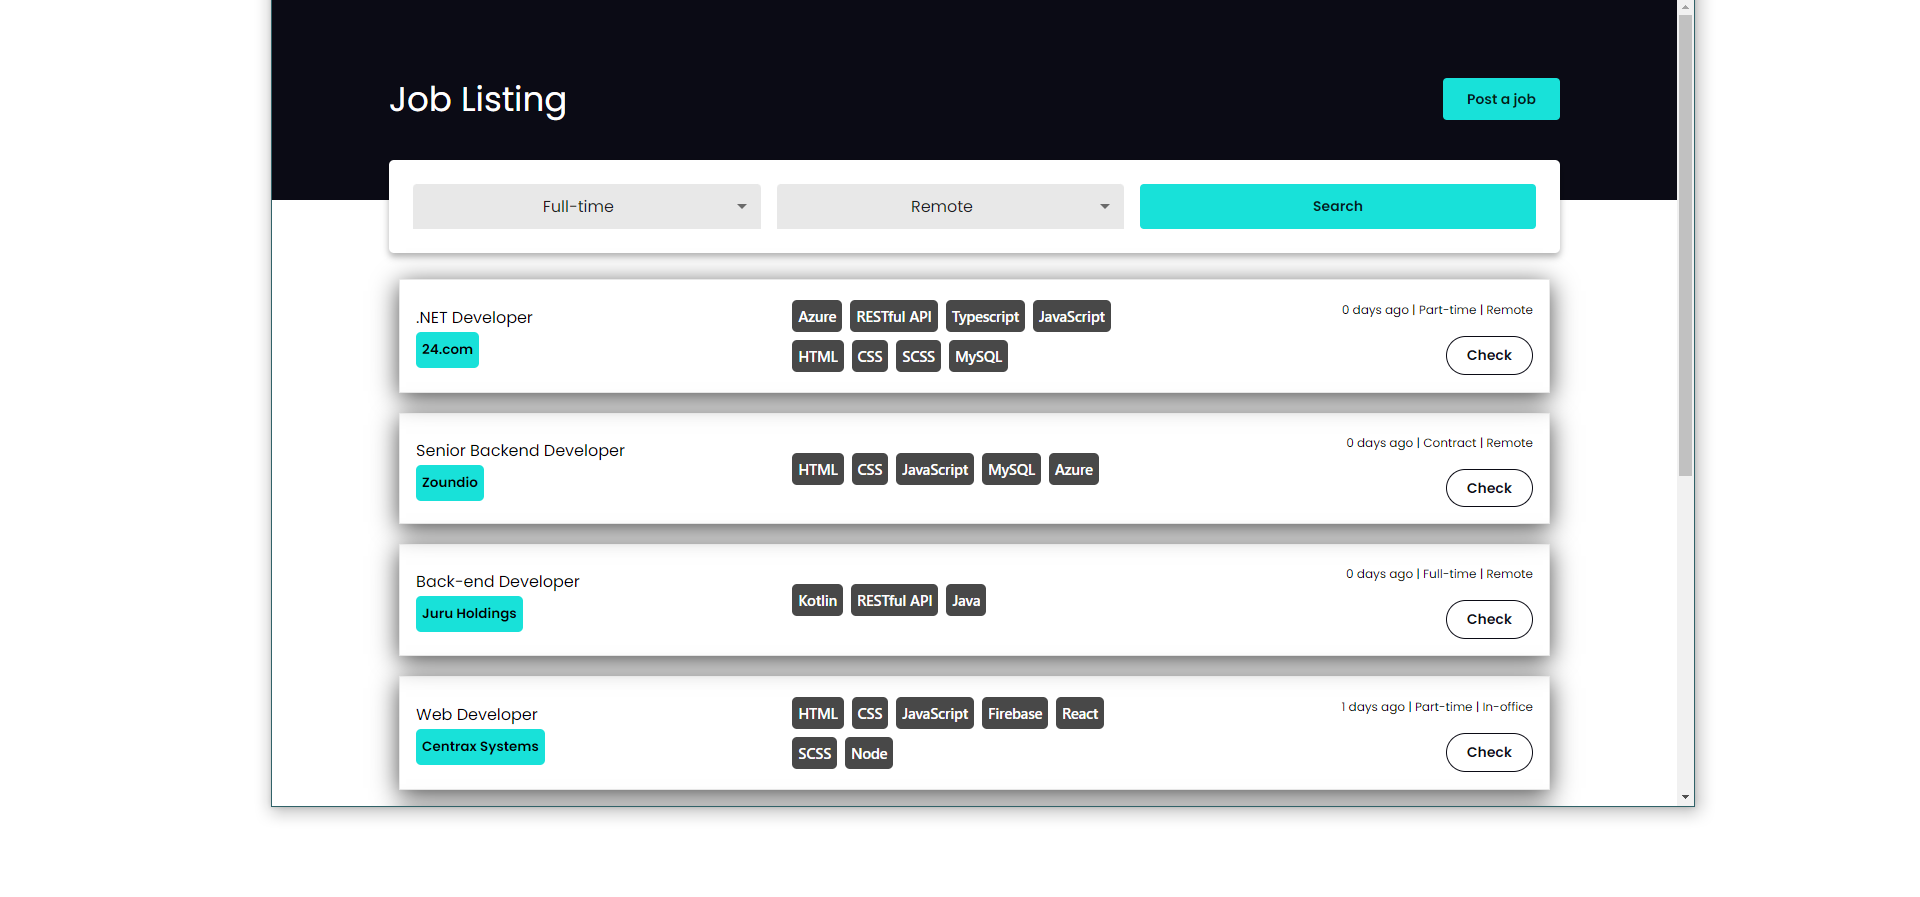 Job Listing
Post a job
Full-time
Remote
Search
.NET Developer
24.com
Azure RESTful API Typescript JavaScript
HTML CSS SCSS MySQL
0 days ago | Part-time | Remote
Check
Senior Backend Developer
Zoundio
HTML CSS JavaScript MySQL Azure
0 days ago | Contract | Remote
Check
Back-end Developer
Juru Holdings
Kotlin RESTful API Java
0 days ago | Full-time | Remote
Check
Web Developer
Centrax Systems
HTML CSS JavaScript Firebase React
SCSS Node
1 days ago | Part-time | In-office
Check